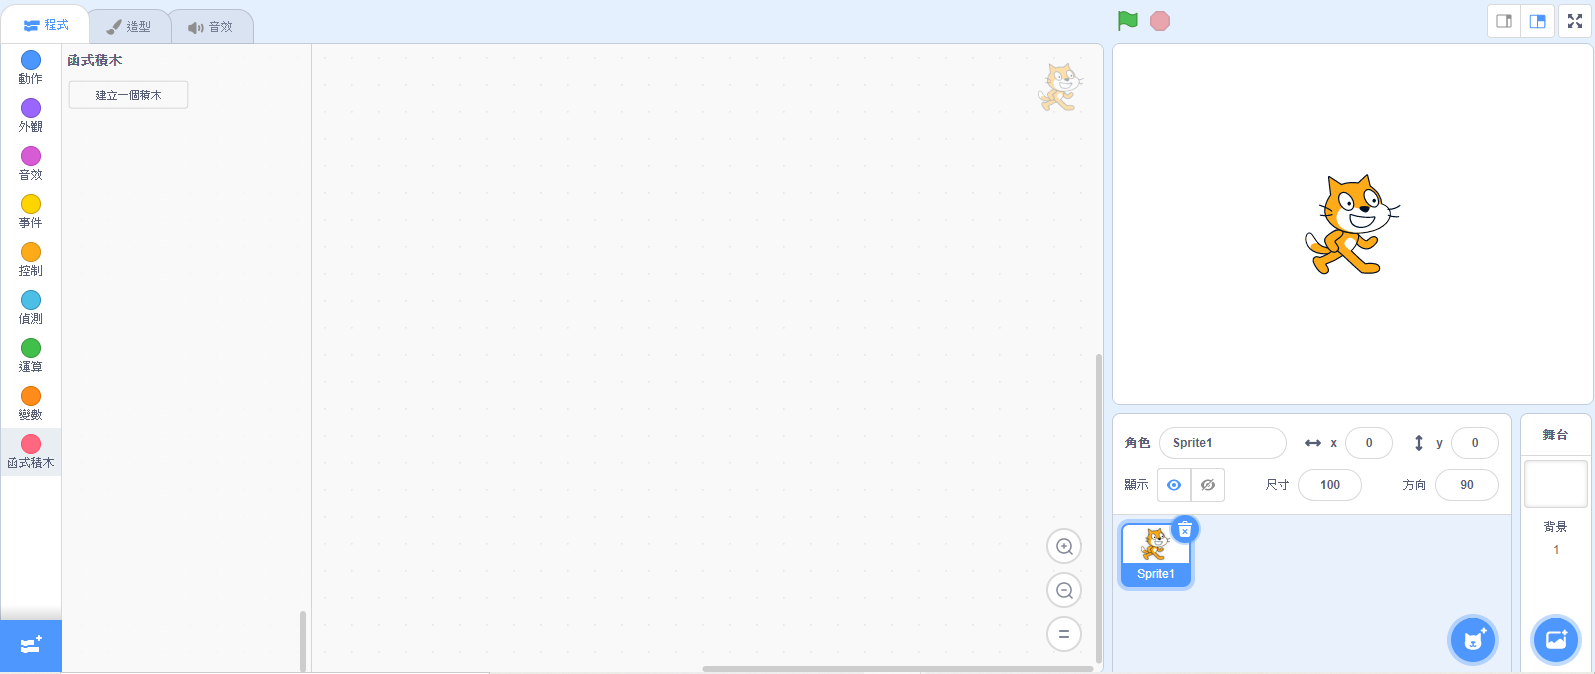 程式
造型
音效
動作
外觀
音效
事件
控制
偵測
運算
變數
函式積木
函式積木
建立一個積木
角色
Sprite1
x
0
y
0
顯示
尺寸
100
方向
90
Sprite1
舞台
背景
1